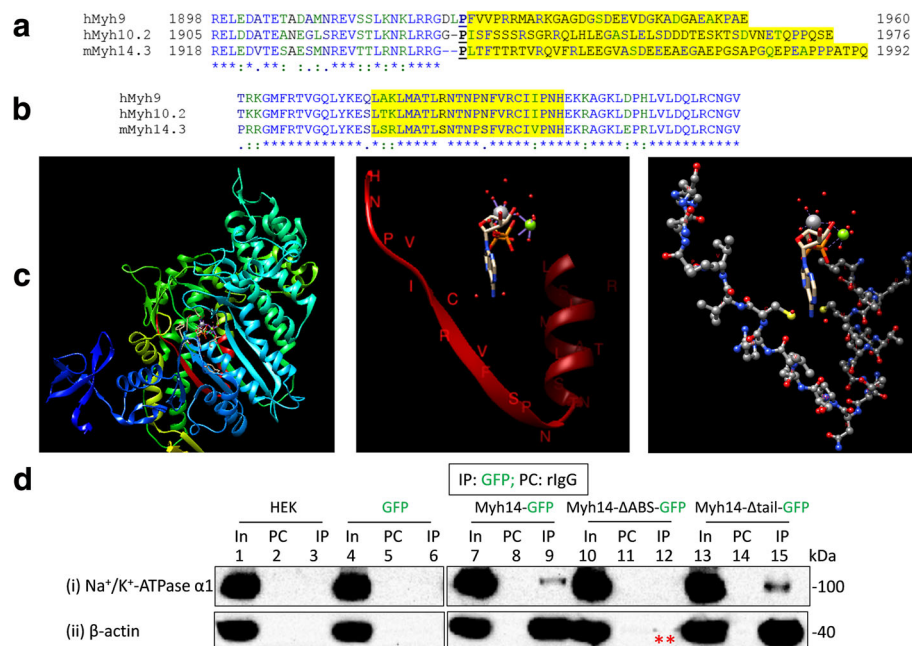 a
hMyh9 1898 RELEDATETADAMNREVSSLKNKLRRGDLPFVVPRRMARKGAGDGSDEEVDGKADGAEAKPAE 1960
hMyh10.2 1905 RELDDATEANEGLSREVSTLKNRLRRGD-PISFSSSRSGRRQLHLEGASLELSDDDTESKTSDVNETQPPQSE 1976
mMyh14.3 1918 RELEDVTESAESMNREVTTLRNRLRRG--PLTFTTRTVRQVFRLEEGVASDEEEAEGAEPGSAPGQEPEAPPPATPQ 1992
b
hMyh9 TRKGMFRTVGQLYKEQLAKLMATLRNTNPNFVRCIIPNHEKKAGKLDPHLVLDQLRCNGV
hMyh10.2 TKKGMFRTVGQLYKESLTKLMATLRNTNPNFVRCIIPNHEKRAGKLDPHLVLDQLRCNGV
mMyh14.3 PRRGMFRTVGQLYKESLSRLMATLSNTNPSFVRCIVPNHEKRAGKLEPRLVLDQLRCNGV
c
H
N
P V
I
C
R
V
F
S
P
N
d
IP: GFP; PC: rIgG
HEK GFP Myh14-GFP Myh14-ΔABS-GFP Myh14-Δtail-GFP
In PC IP In PC IP In PC IP In PC IP In PC IP
1 2 3 4 5 6 7 8 9 10 11 12 13 14 15 kDa
(i) Na⁺/K⁺-ATPase α1 -100
(ii) β-actin ** -40